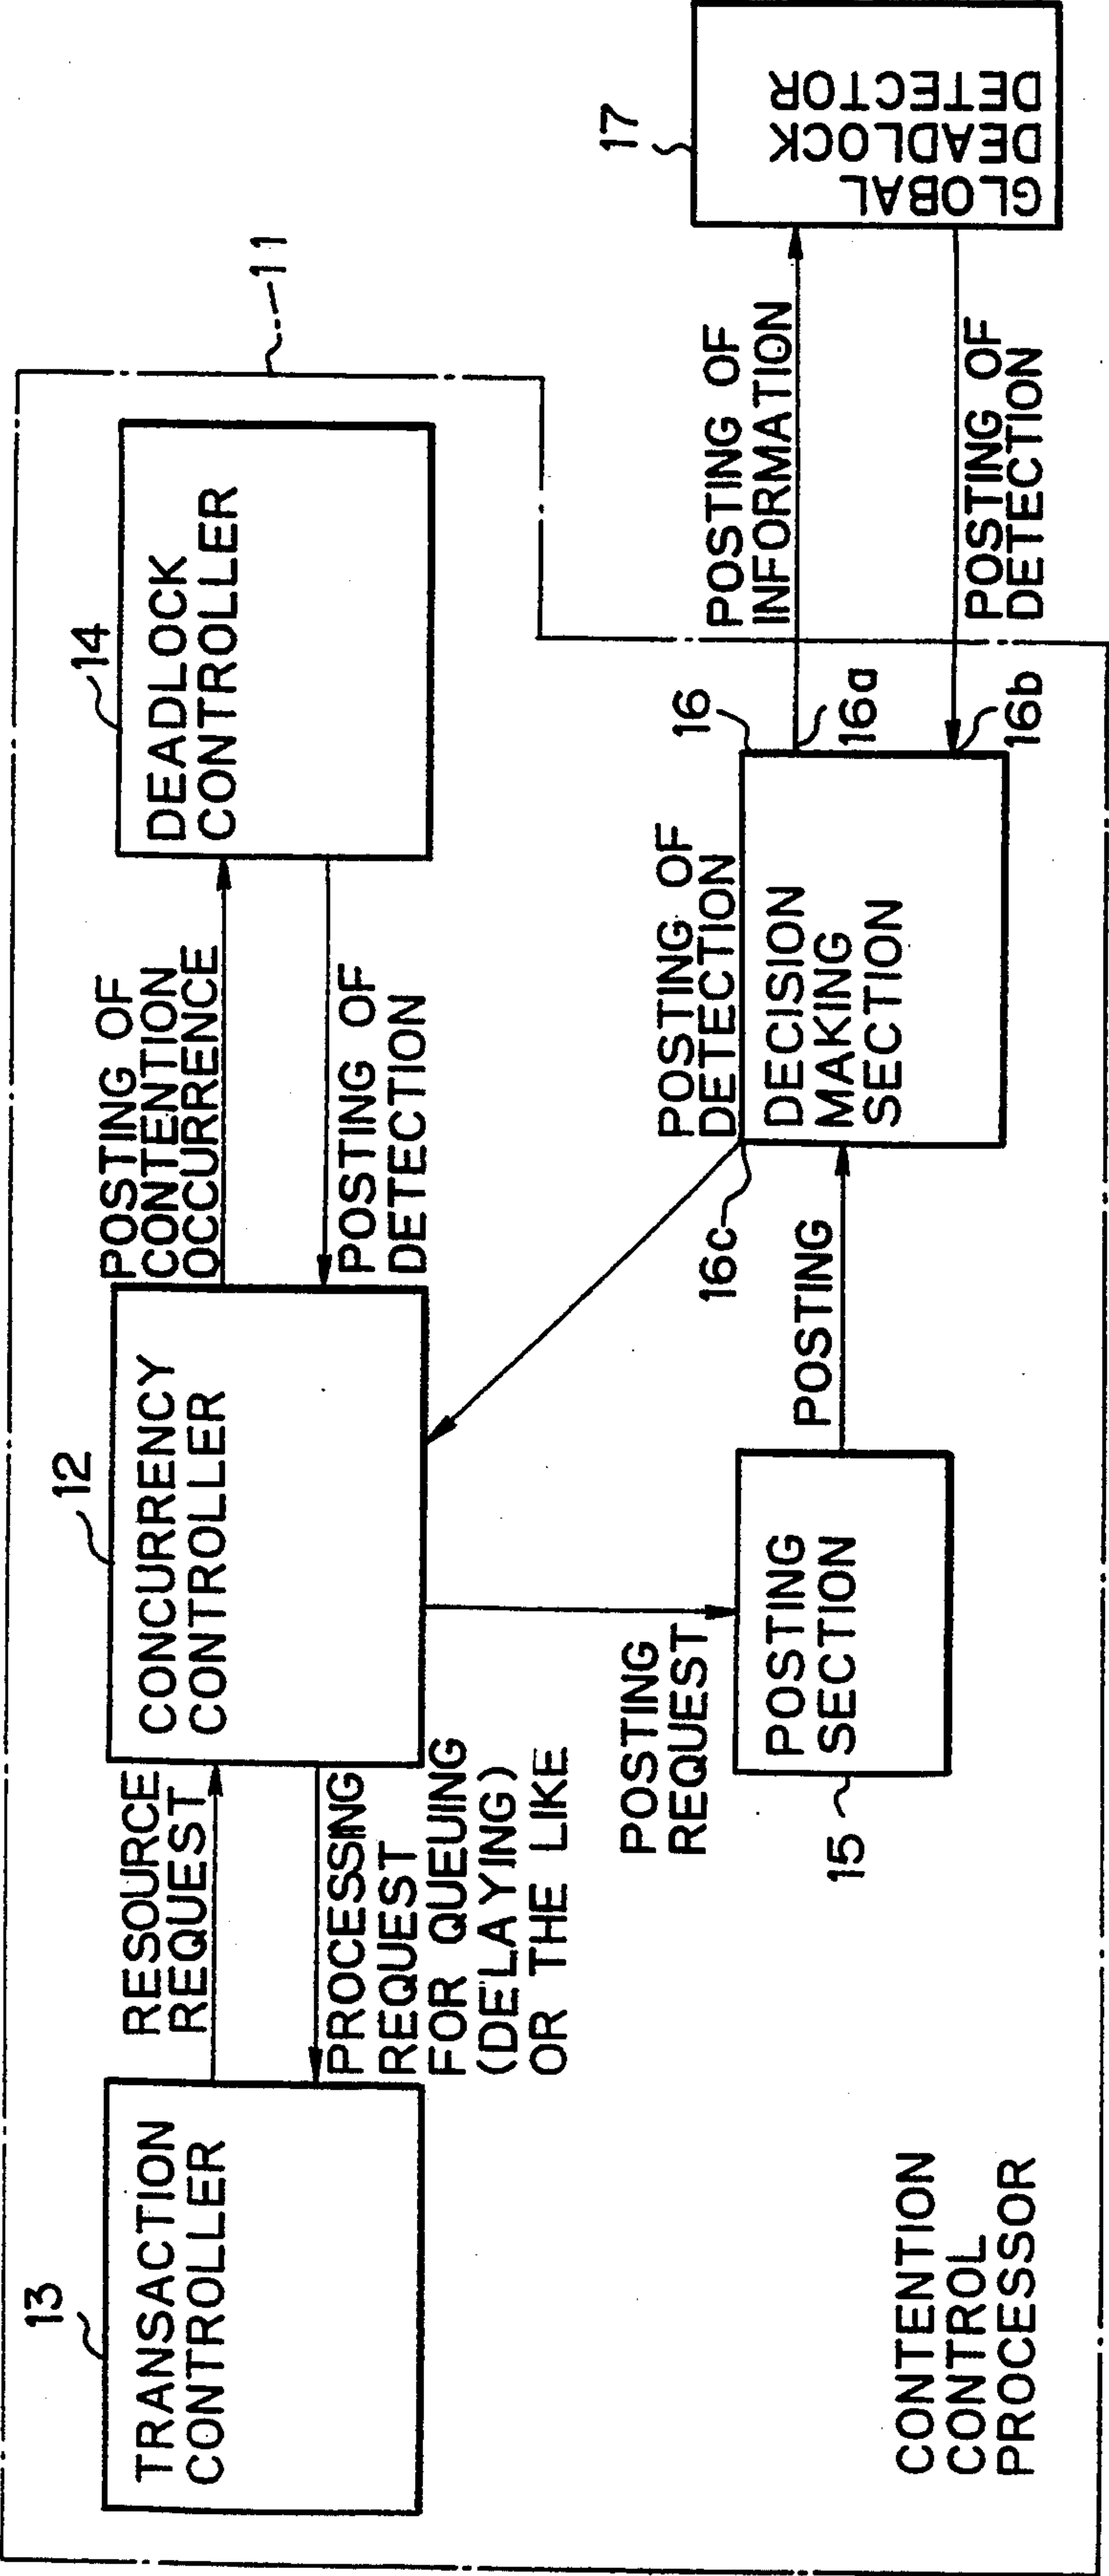 11
13
TRANSACTION
CONTROLLER
RESOURCE
REQUEST
PROCESSING
REQUEST
FOR QUEUING
(DELAYING)
OR THE LIKE
12
CONCURRENCY
CONTROLLER
POSTING OF
CONTENTION
OCCURRENCE
POSTING OF
DETECTION
14
DEADLOCK
CONTROLLER
POSTING
REQUEST
15
POSTING
SECTION
POSTING
16c
POSTING OF
DETECTION
16
DECISION
MAKING
SECTION
16a
16b
POSTING OF
INFORMATION
POSTING OF
DETECTION
17
GLOBAL
DEADLOCK
DETECTOR
CONTENTION
CONTROL
PROCESSOR